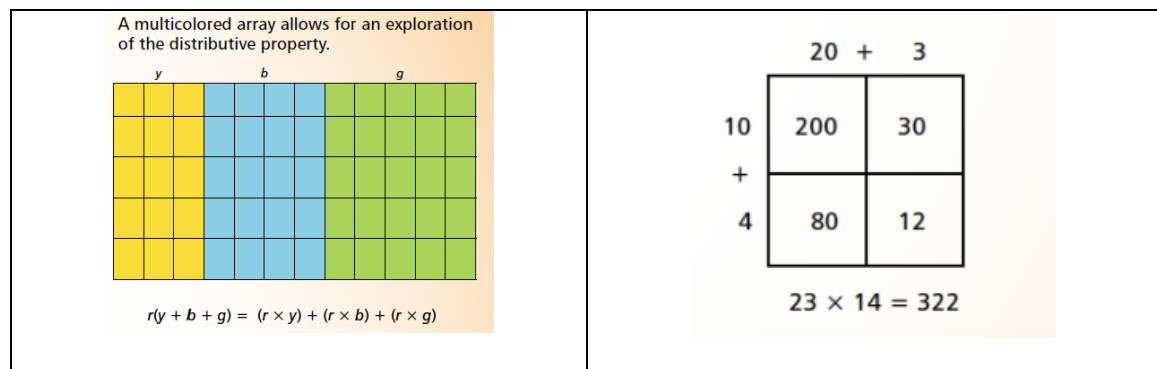 A multicolored array allows for an exploration
of the distributive property.
y b g
r(y + b + g) = (r × y) + (r × b) + (r × g)
20 + 3
10 200 30
+
4 80 12
23 × 14 = 322